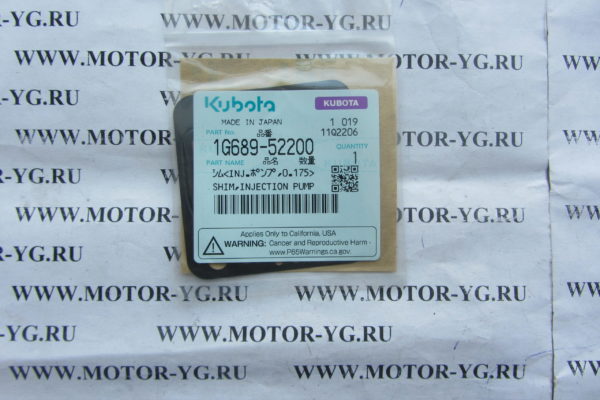 WWW.MOTOR-YG.RU WWW.MOTOR-YG.RU
WWW.MOTOR-YG.RU
WWW.MOTOR-YG.RU
WWW.MOTOR-YG.RU
Kubota KUBOTA
MADE IN JAPAN 1 019
PART No. 品番 11Q2206
1G689-52200 QUANTITY
PART NAME 品名 数量 1
シム<INJ.ポンプ,0.175>
SHIM,INJECTION PUMP
Applies Only to California, USA
WARNING: Cancer and Reproductive Harm -
www.P65Warnings.ca.gov.
WWW.MOTOR-YG.RU
WWW.MOTOR-YG.RU
WWW.MOTOR-YG.RU